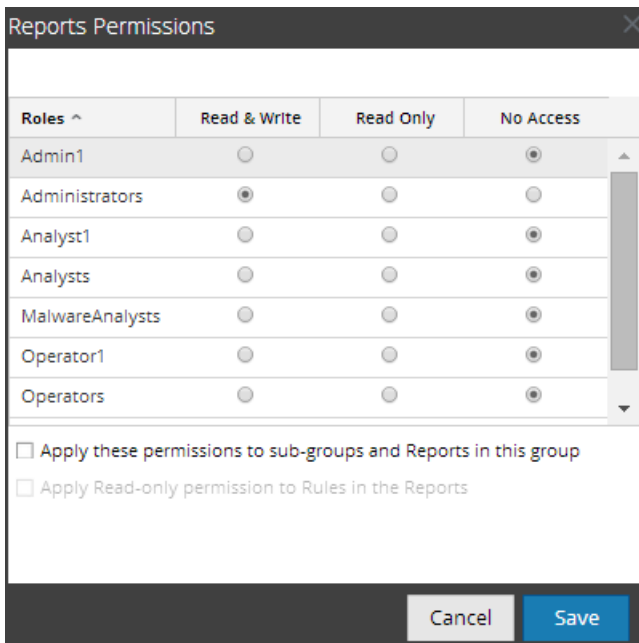 Reports Permissions
Roles Read & Write Read Only No Access
Admin1
Administrators
Analyst1
Analysts
MalwareAnalysts
Operator1
Operators
Apply these permissions to sub-groups and Reports in this group
Apply Read-only permission to Rules in the Reports
Cancel Save